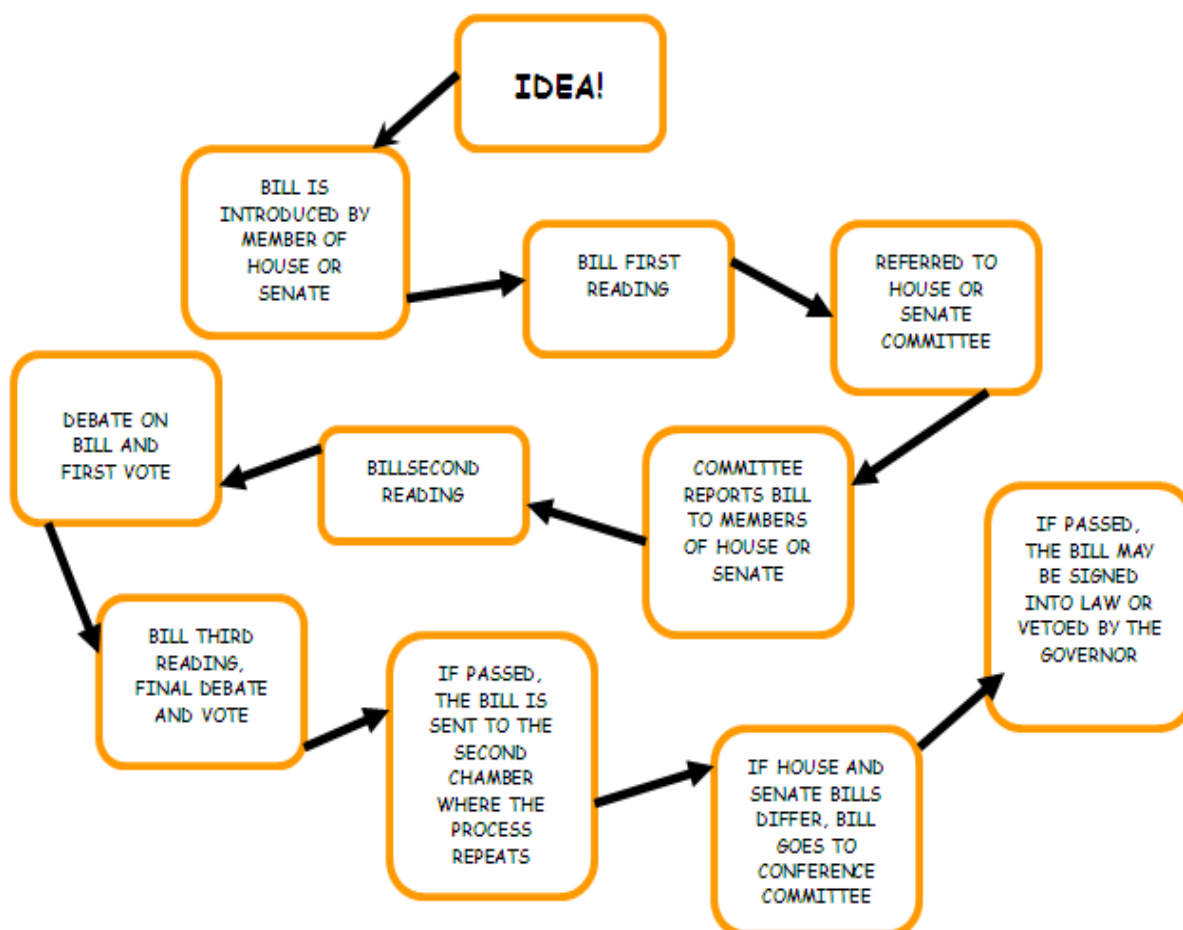 IDEA!
BILL IS
INTRODUCED BY
MEMBER OF
HOUSE OR
SENATE
BILL FIRST
READING
REFERRED TO
HOUSE OR
SENATE
COMMITTEE
COMMITTEE
REPORTS BILL
TO MEMBERS
OF HOUSE OR
SENATE
BILLSECOND
READING
DEBATE ON
BILL AND
FIRST VOTE
BILL THIRD
READING,
FINAL DEBATE
AND VOTE
IF PASSED,
THE BILL IS
SENT TO THE
SECOND
CHAMBER
WHERE THE
PROCESS
REPEATS
IF HOUSE AND
SENATE BILLS
DIFFER, BILL
GOES TO
CONFERENCE
COMMITTEE
IF PASSED,
THE BILL MAY
BE SIGNED
INTO LAW OR
VETOED BY THE
GOVERNOR